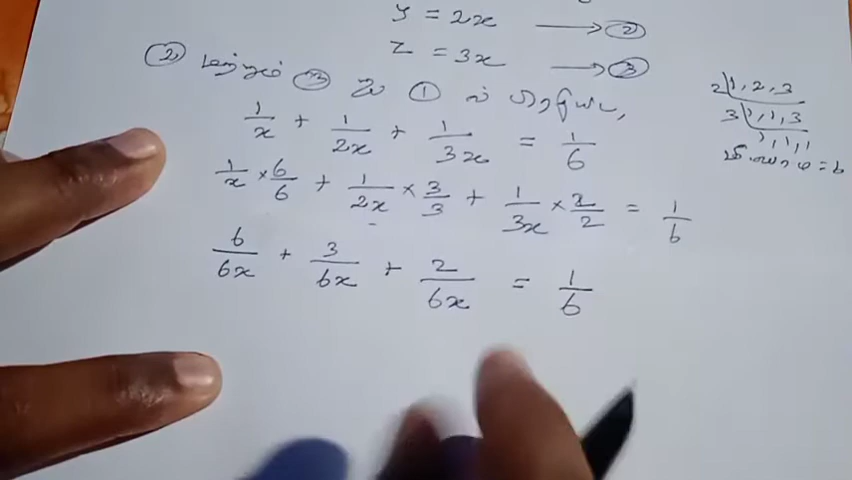 y = 2x ⟶ ②
z = 3x ⟶ ③
② மற்றும் ③ ஐ ① ல் பிரதியிட,
1/x + 1/2x + 1/3x = 1/6
1/x × 6/6 + 1/2x × 3/3 + 1/3x × 2/2 = 1/6
6/6x + 3/6x + 2/6x = 1/6
2 | 1, 2, 3
3 | 1, 1, 3
1, 1, 1
= 6